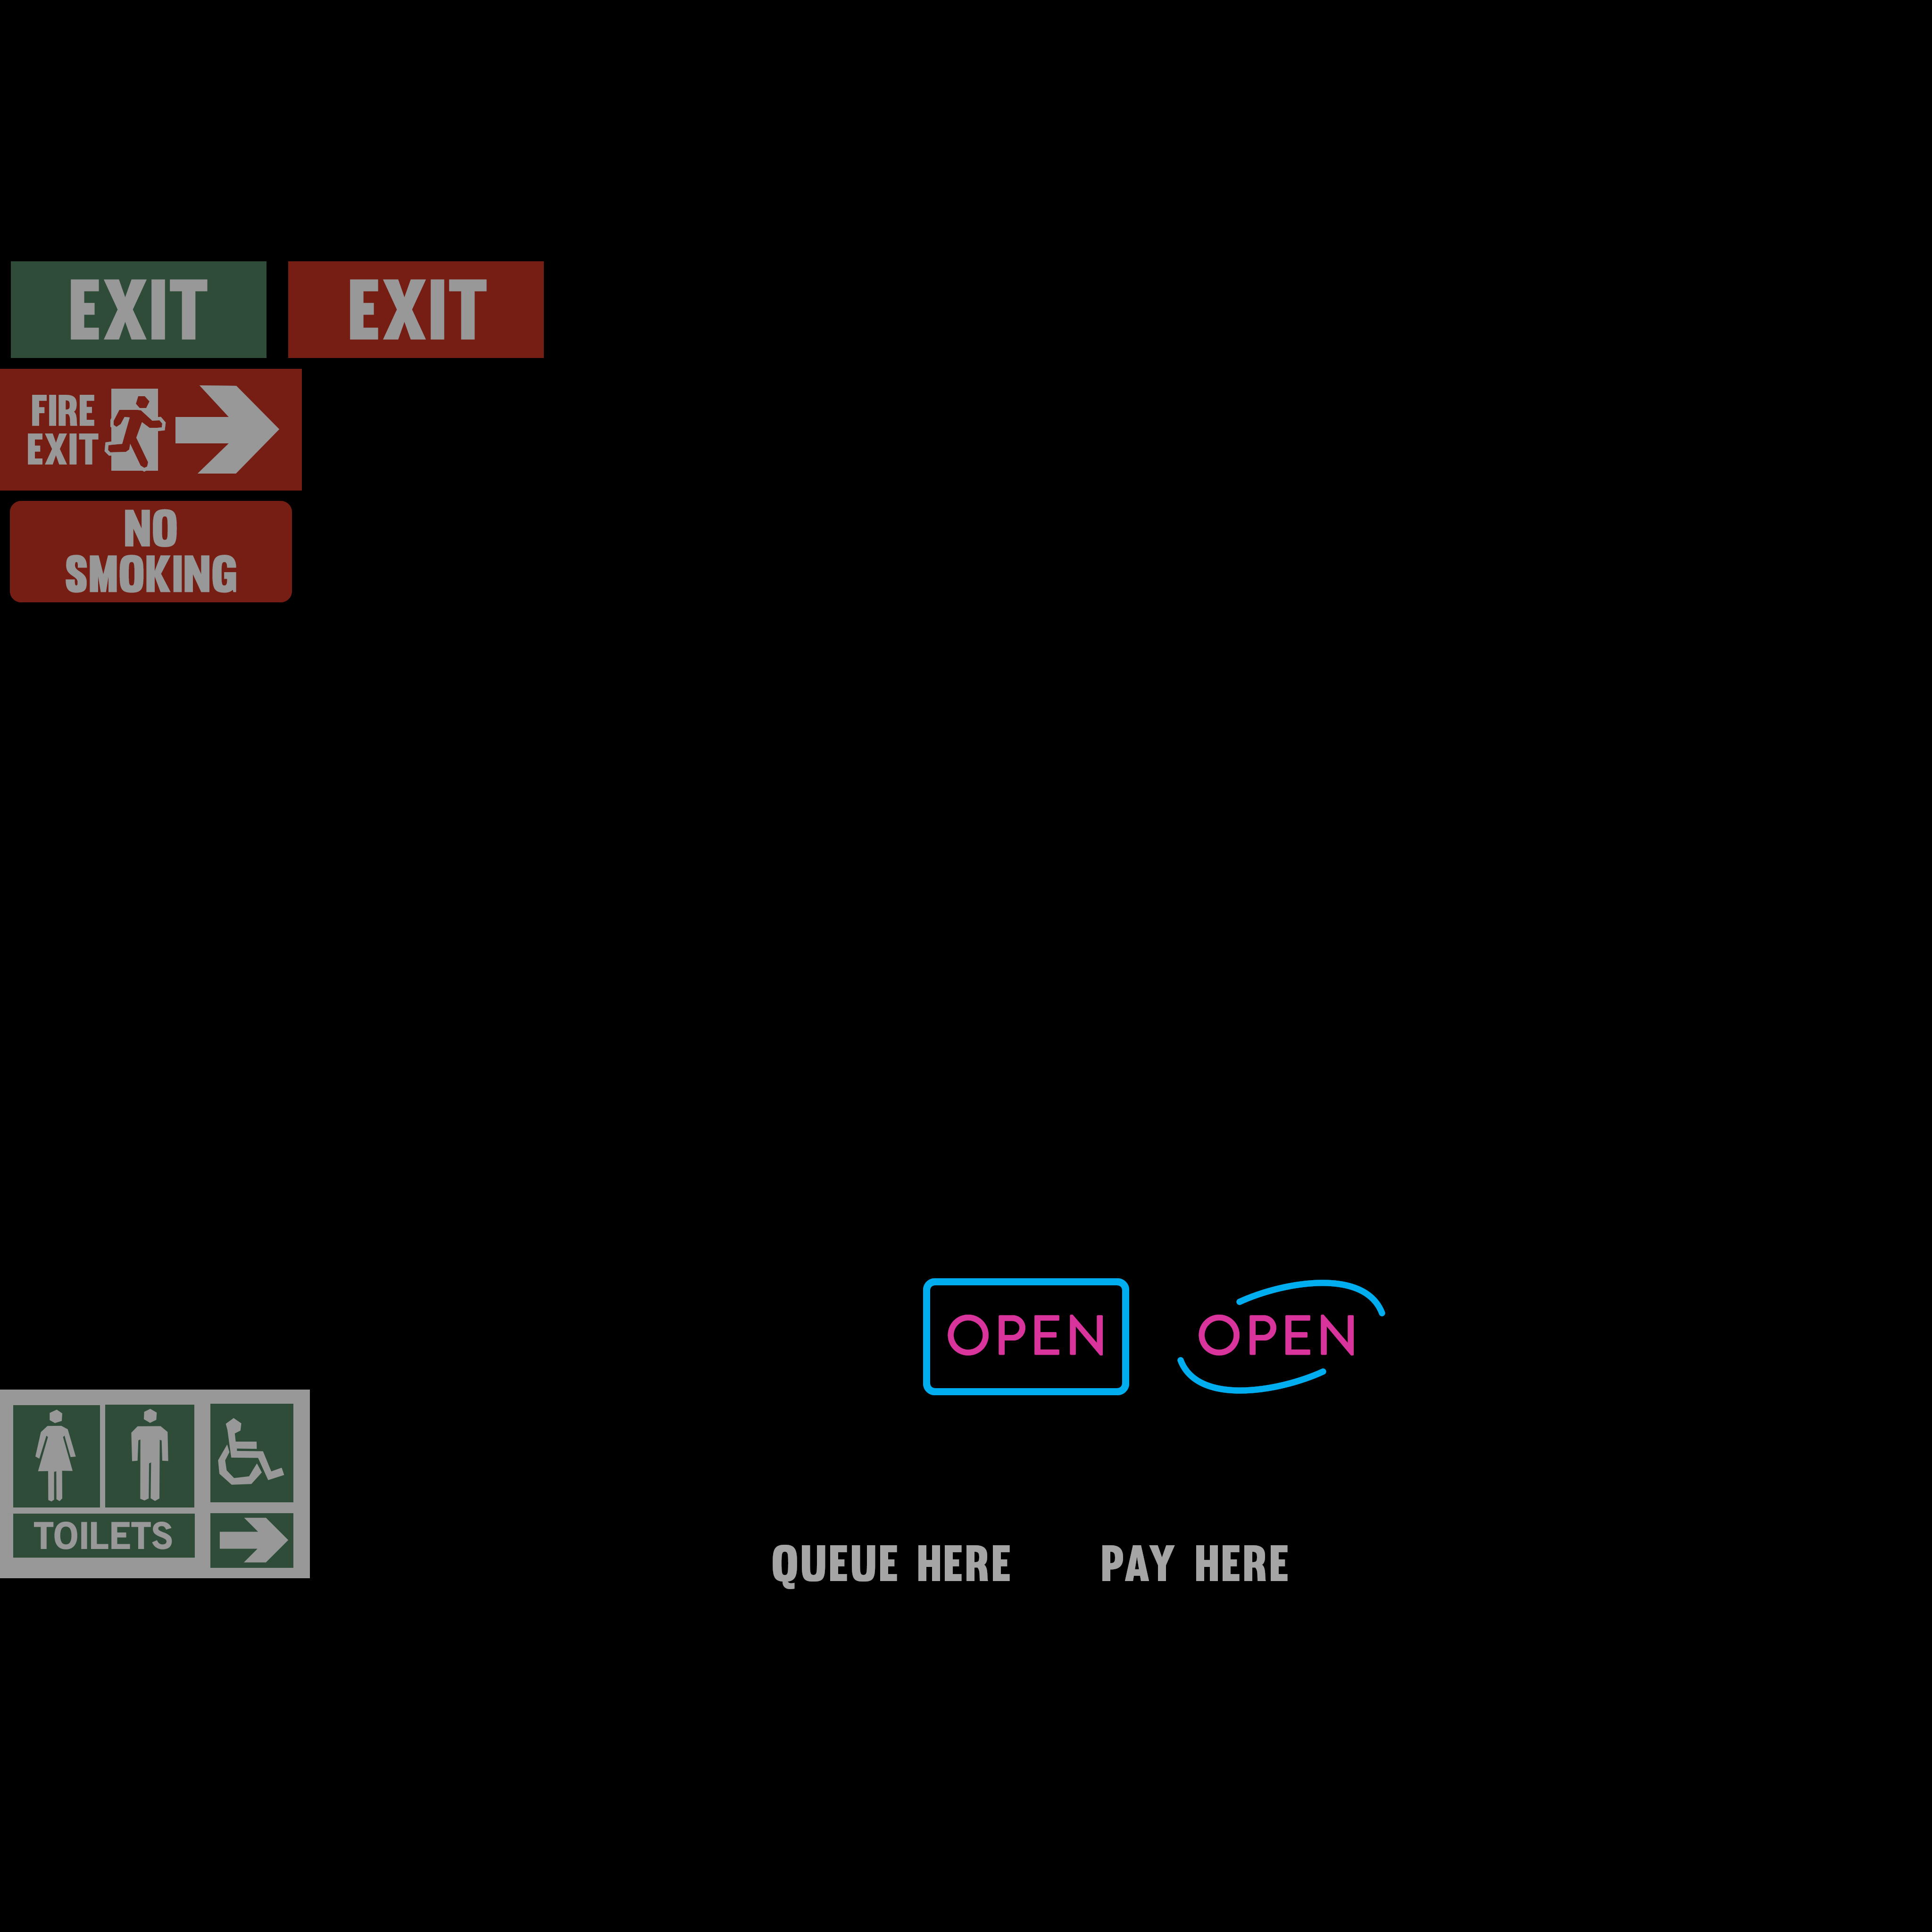 EXIT
EXIT
FIRE
EXIT
NO
SMOKING
OPEN
OPEN
TOILETS
QUEUE HERE
PAY HERE